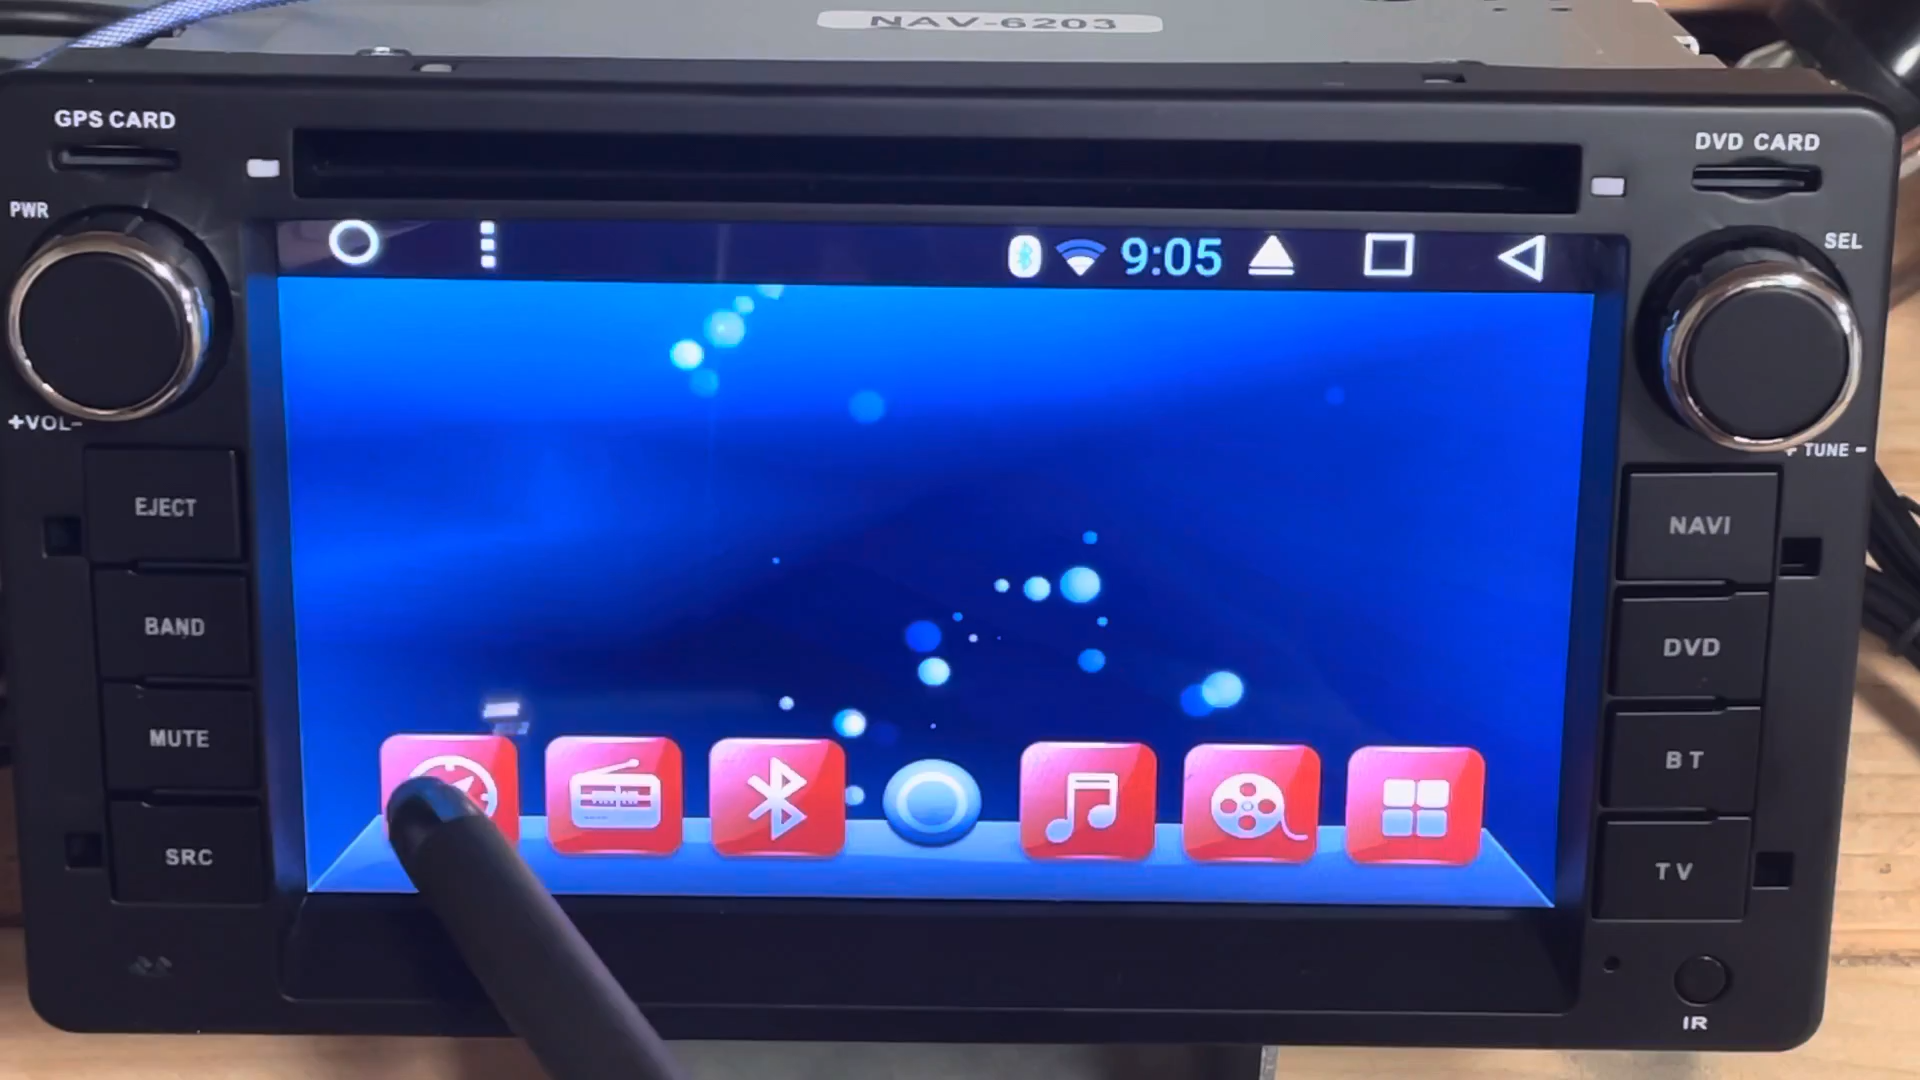 NAV-6203
GPS CARD
DVD CARD
PWR
SEL
9:05
+VOL-
+ TUNE -
EJECT
NAVI
BAND
DVD
MUTE
BT
SRC
TV
IR